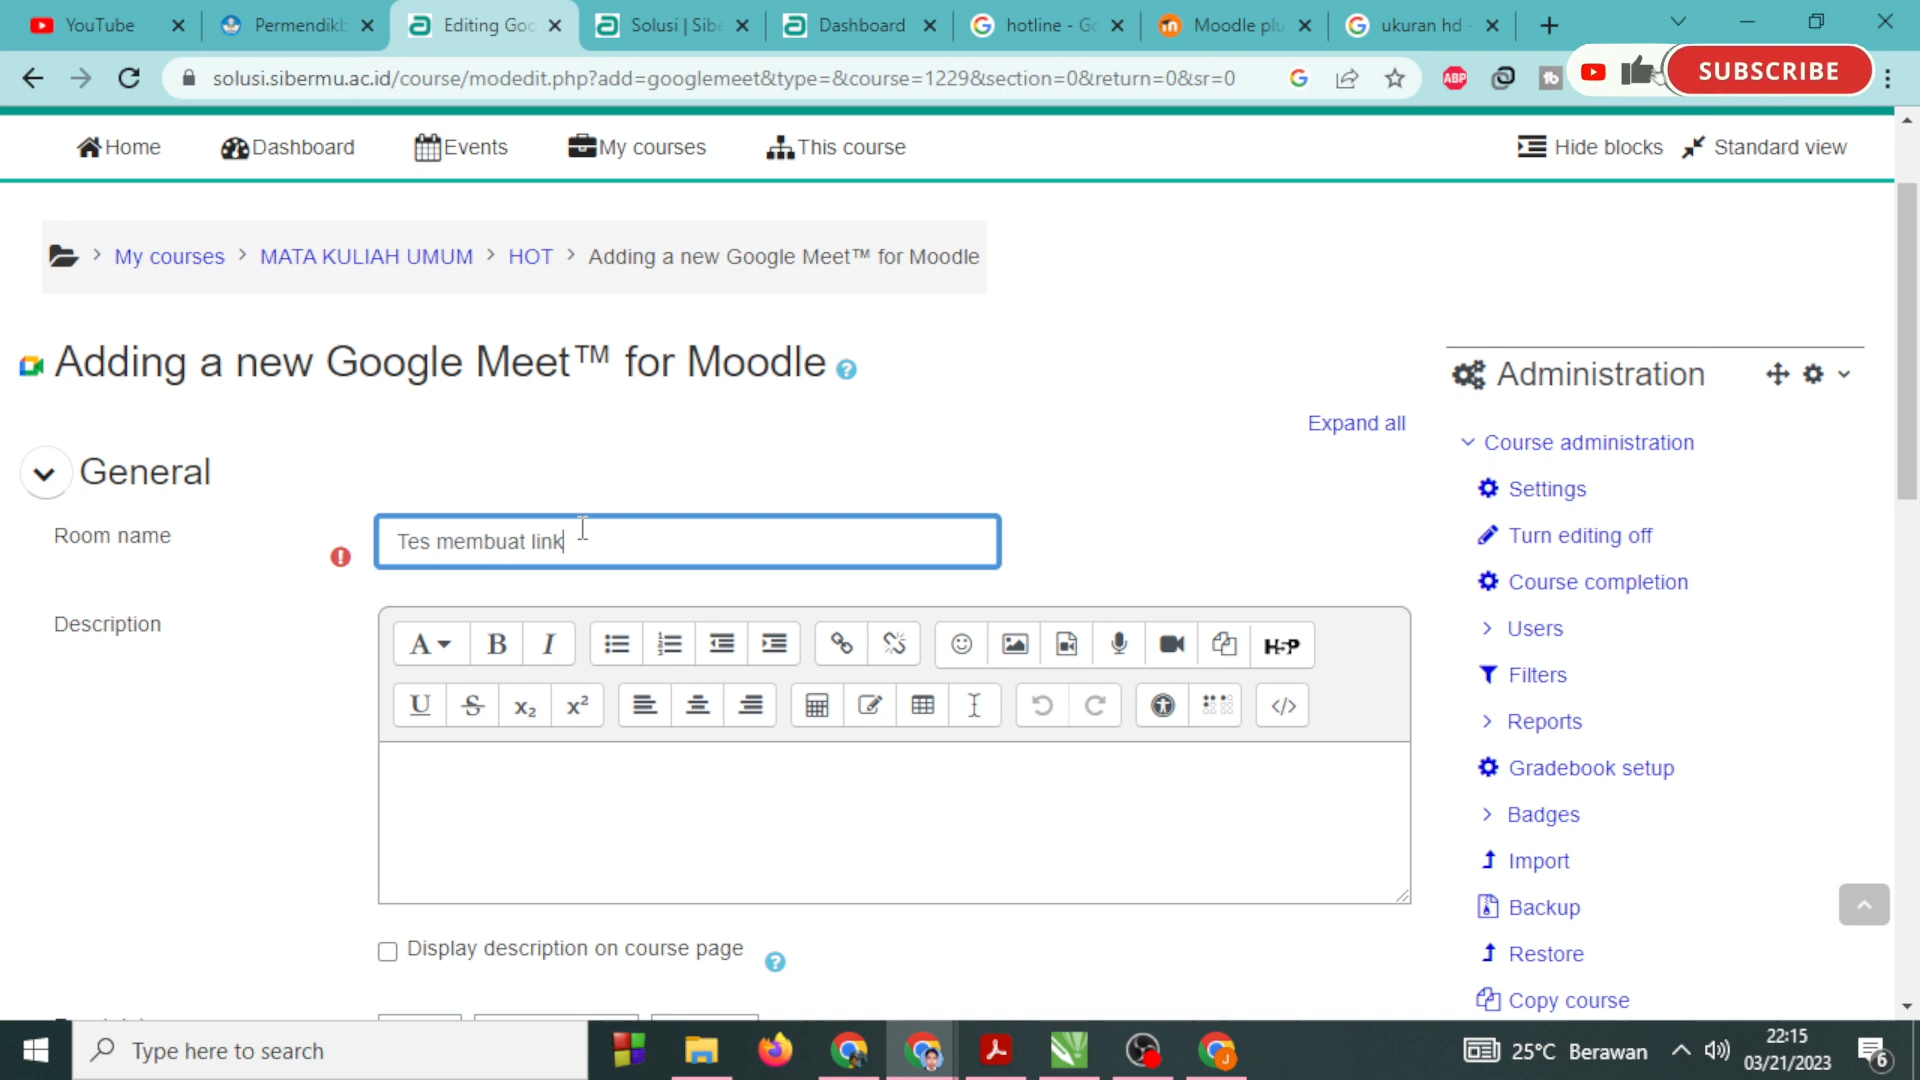 YouTube
Permendikb
Editing Goo
Solusi | Sibe
Dashboard
hotline - Go
Moodle plu
ukuran hd -
solusi.sibermu.ac.id/course/modedit.php?add=googlemeet&type=&course=1229&section=0&return=0&sr=0
ABP
SUBSCRIBE
Home
Dashboard
Events
My courses
This course
Hide blocks
Standard view
My courses > MATA KULIAH UMUM > HOT > Adding a new Google Meet™ for Moodle
Adding a new Google Meet™ for Moodle
Expand all
General
Room name
Tes membuat link
Description
A B I
H-P
U S x₂ x²
Display description on course page
Administration
Course administration
Settings
Turn editing off
Course completion
Users
Filters
Reports
Gradebook setup
Badges
Import
Backup
Restore
Copy course
Type here to search
25°C Berawan
22:15
03/21/2023
6